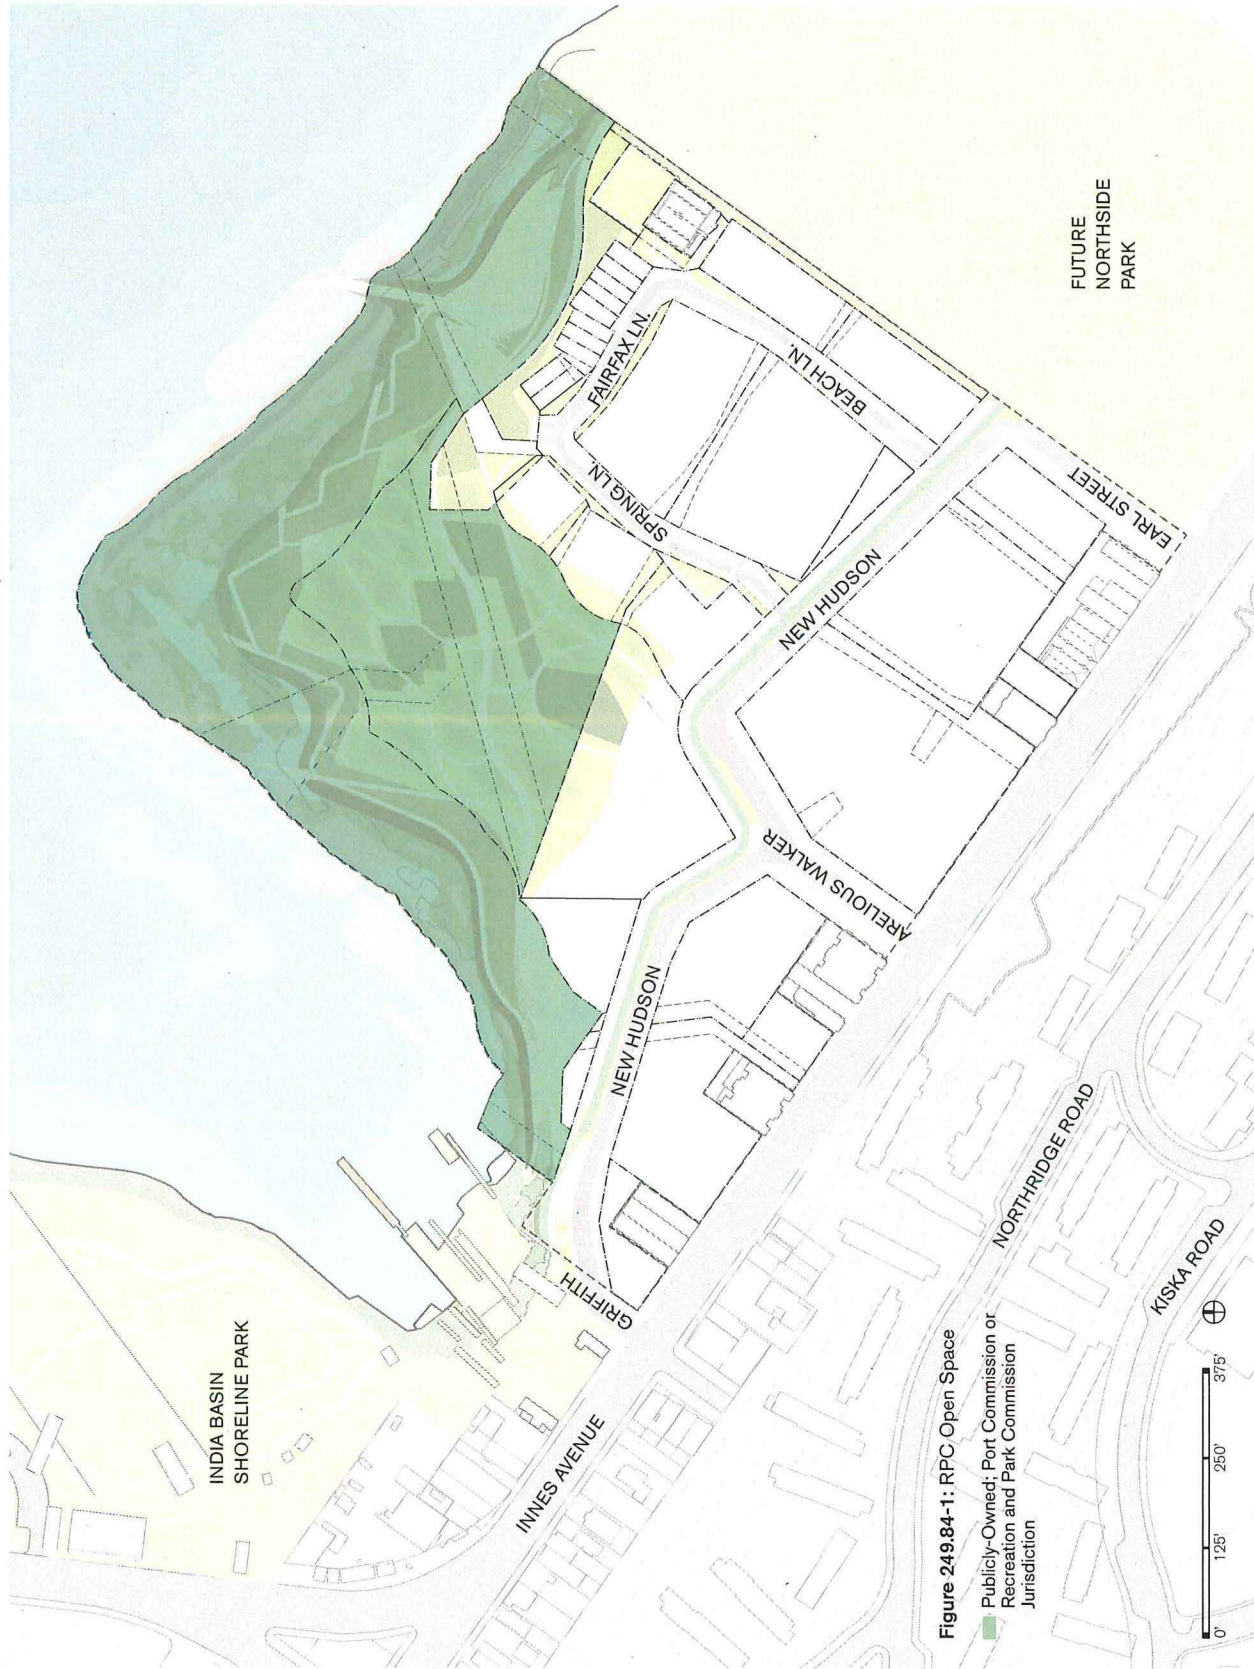 INDIA BASIN
SHORELINE PARK
FUTURE
NORTHSIDE
PARK
FAIRFAX LN.
SPRING LN.
BEACH LN.
NEW HUDSON
NEW HUDSON
EARL STREET
ARELIOUS WALKER
GRIFFITH
INNES AVENUE
NORTHRIDGE ROAD
KISKA ROAD
Figure 249.84-1: RPC Open Space
Publicly-Owned; Port Commission or
Recreation and Park Commission
Jurisdiction
0' 125' 250' 375'